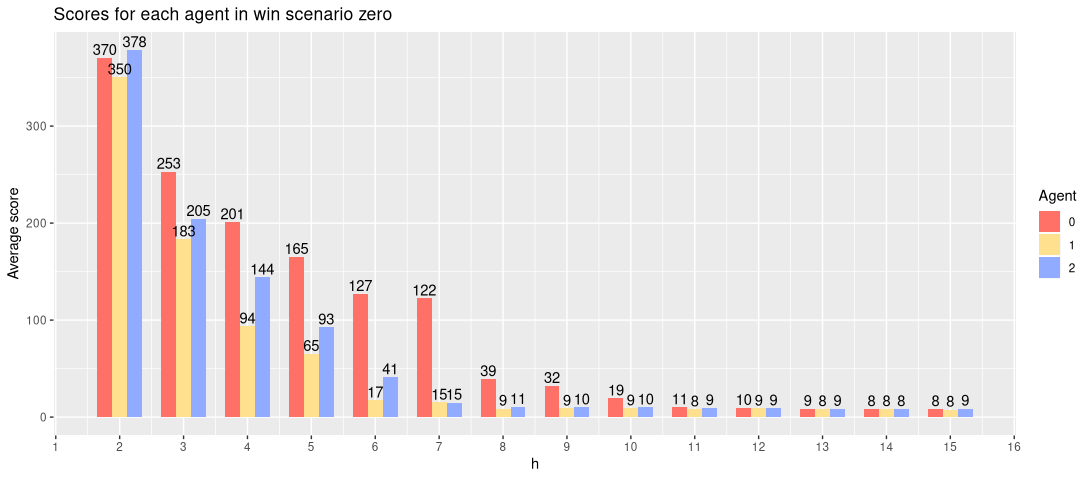 Scores for each agent in win scenario zero
Average score
300
200
100
0
370 350 378
253 183 205
201 94 144
165 65 93
127 17 41
122 15 15
39 9 11
32 9 10
19 9 10
11 8 9
10 9 9
9 8 9
8 8 8
8 8 9
1 2 3 4 5 6 7 8 9 10 11 12 13 14 15 16
h
Agent
0
1
2